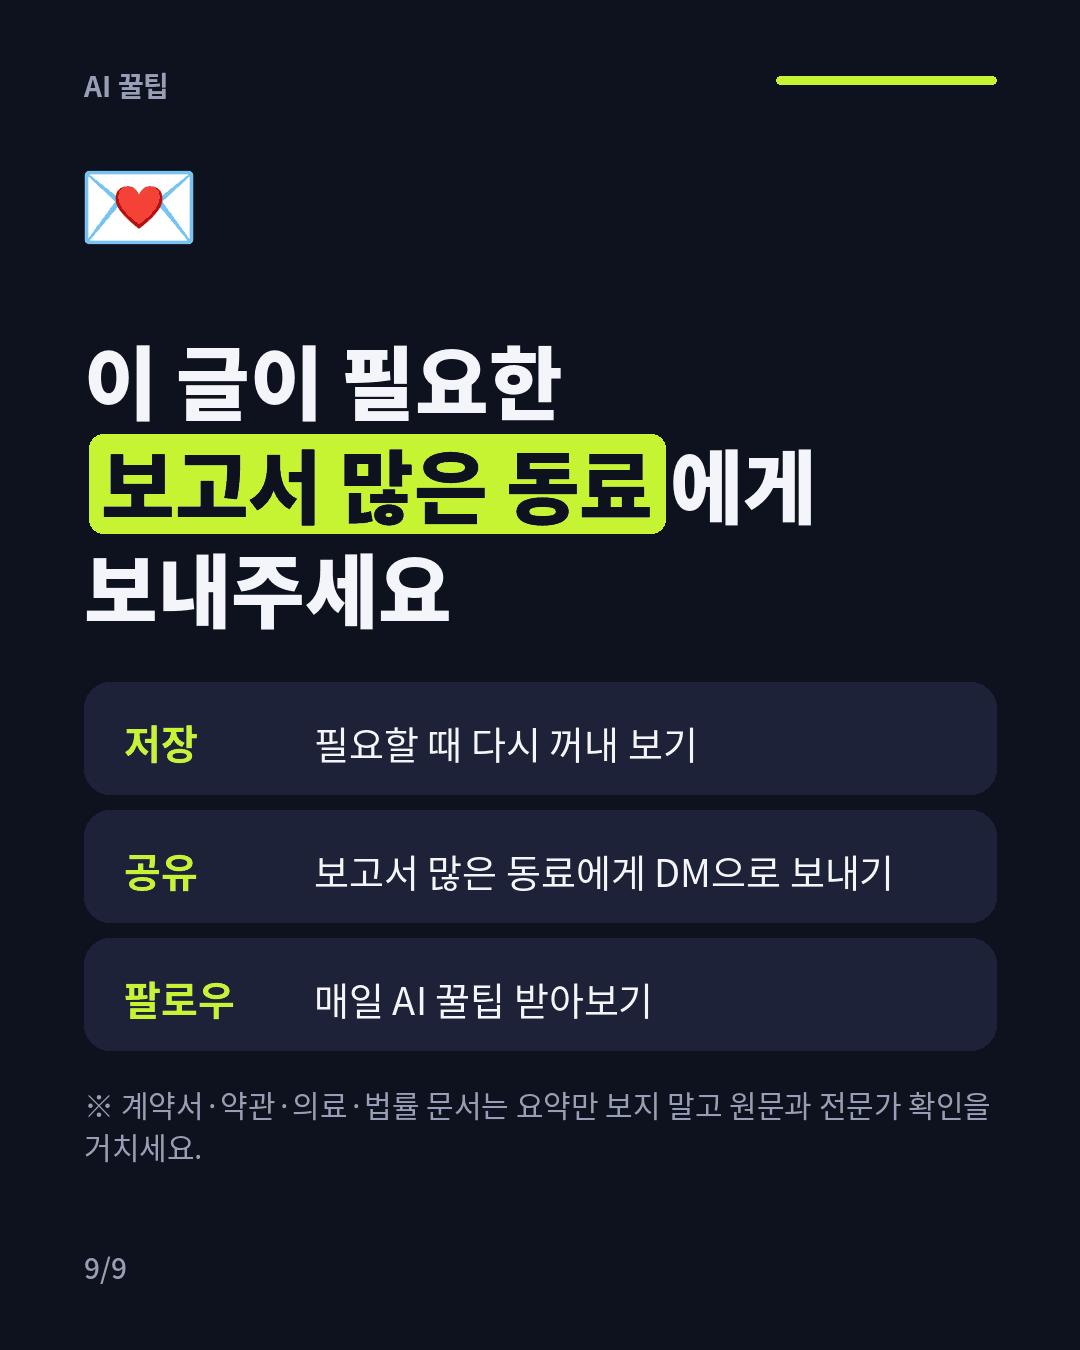 AI 꿀팁
이 글이 필요한
보고서 많은 동료에게
보내주세요
저장 필요할 때 다시 꺼내 보기
공유 보고서 많은 동료에게 DM으로 보내기
팔로우 매일 AI 꿀팁 받아보기
※ 계약서·약관·의료·법률 문서는 요약만 보지 말고 원문과 전문가 확인을
거치세요.
9/9